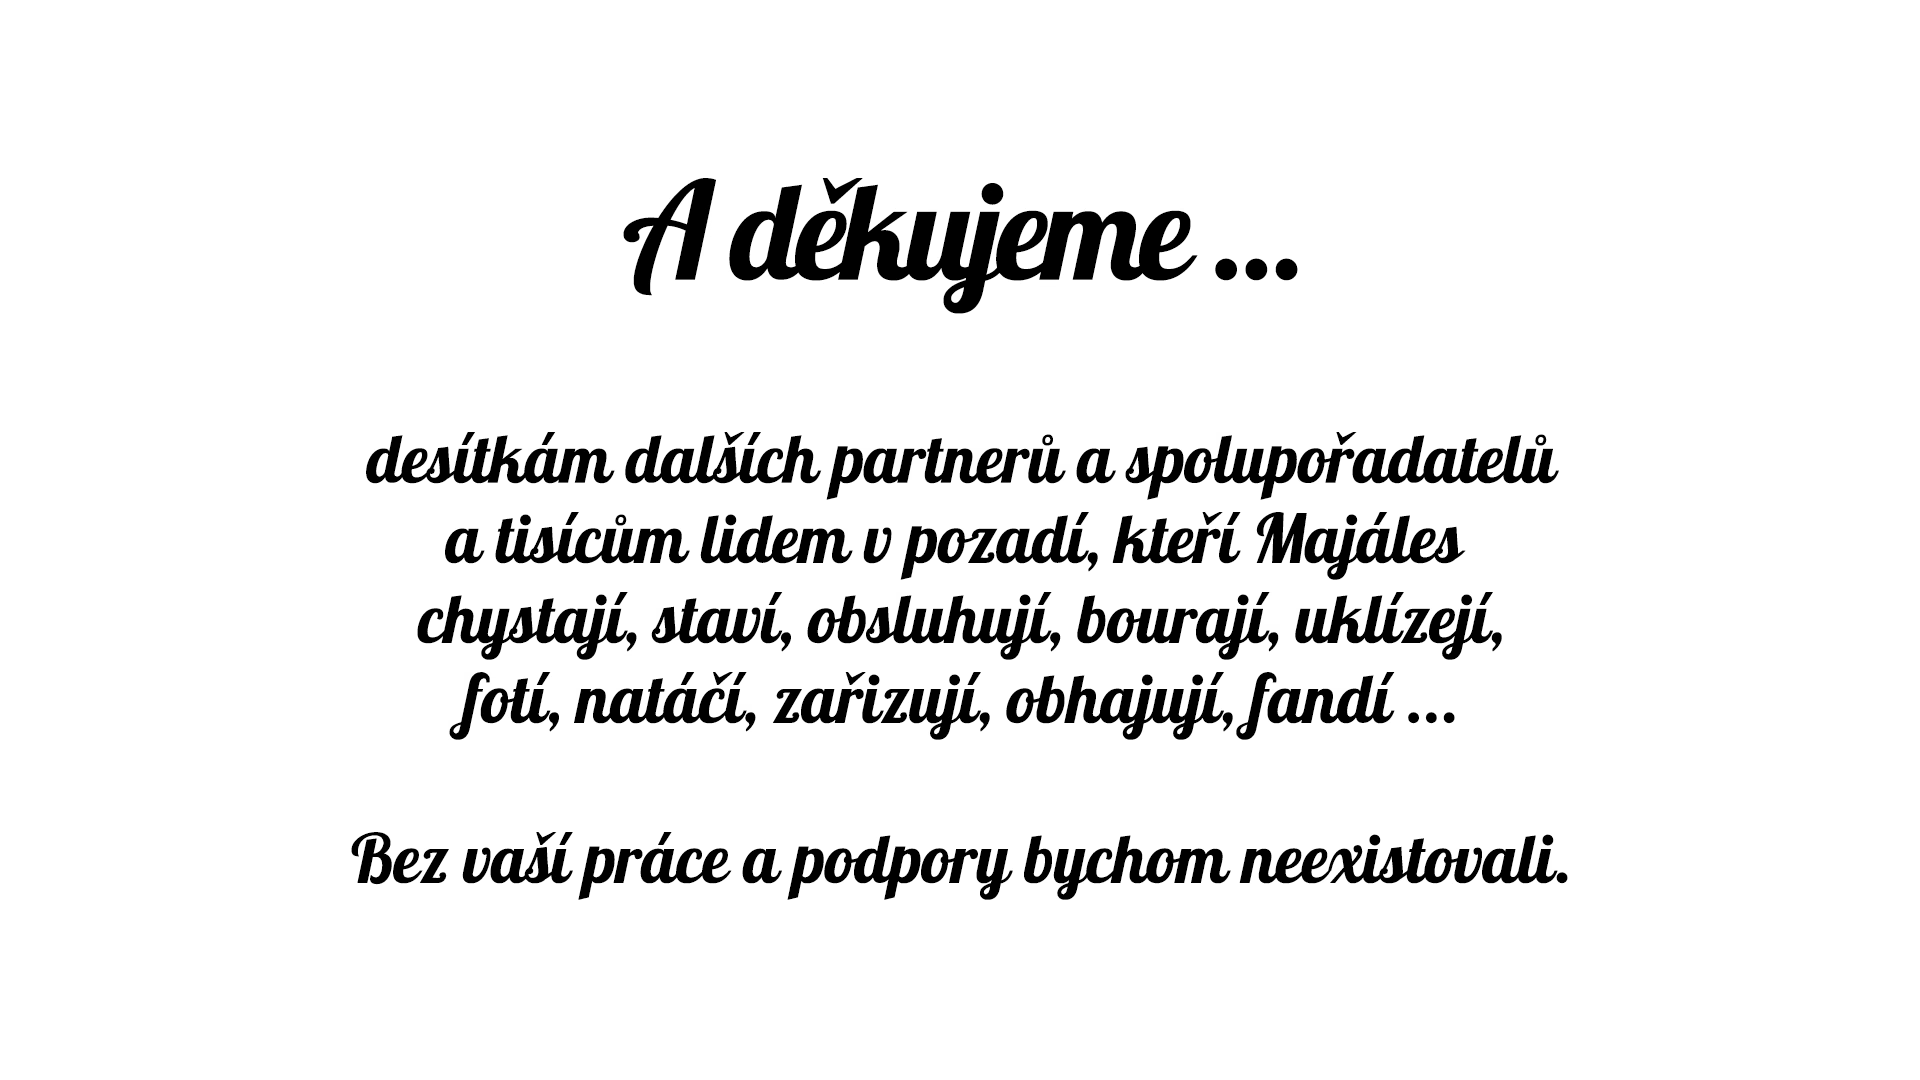 A děkujeme ...
desítkám dalších partnerů a spolupořadatelů
a tisícům lidem v pozadí, kteří Majáles
chystají, staví, obsluhují, bourají, uklízejí,
fotí, natáčí, zařizují, obhajují, fandí ...
Bez vaší práce a podpory bychom neexistovali.